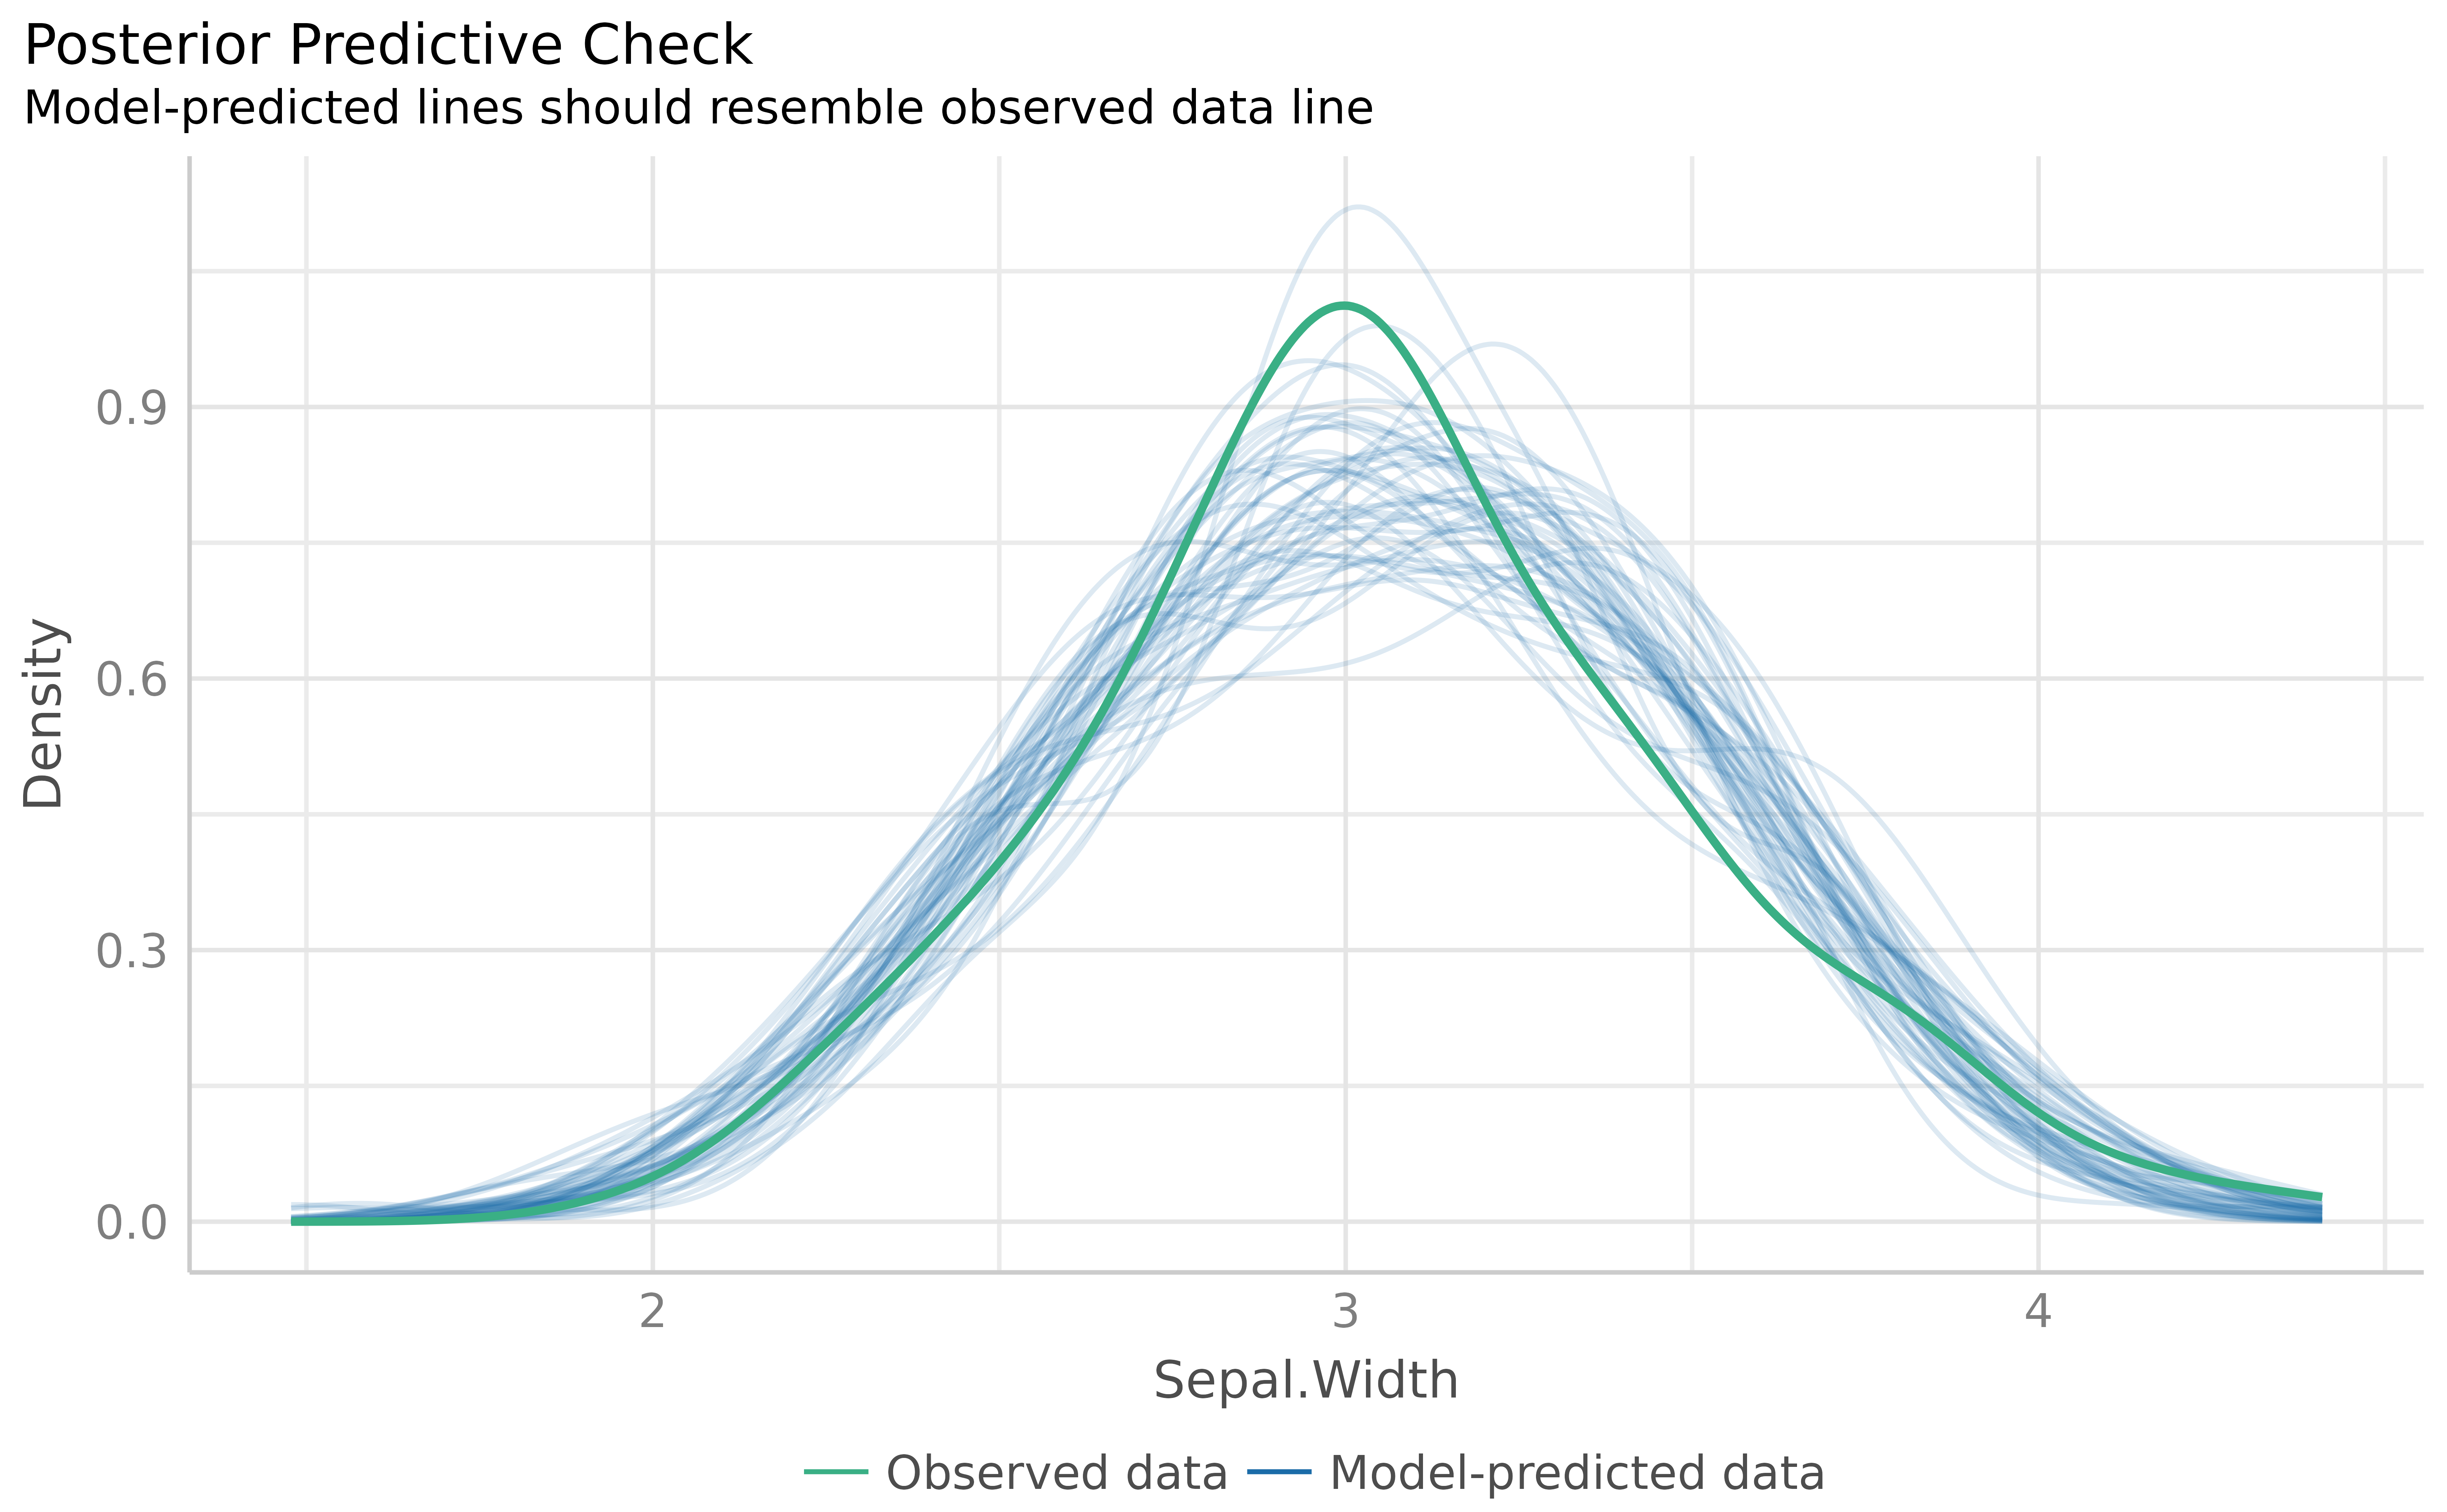 Posterior Predictive Check
Model-predicted lines should resemble observed data line
Density
0.9
0.6
0.3
0.0
2
3
4
Sepal.Width
Observed data
Model-predicted data